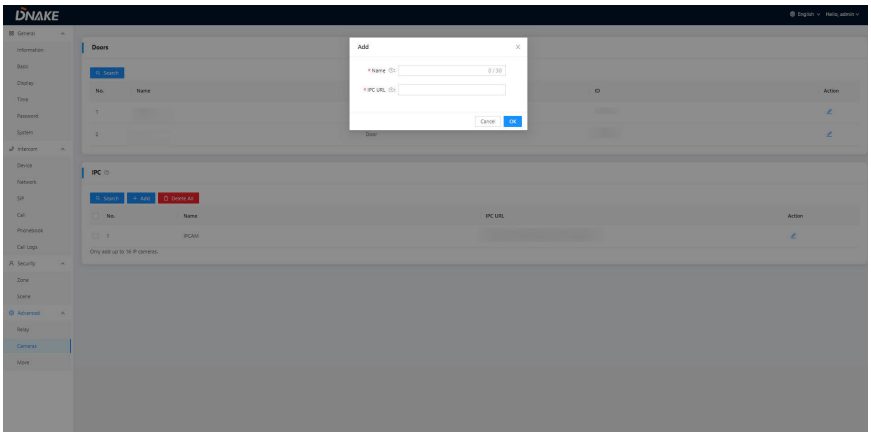 DNAKE
English
Hello, admin
General
Information
Basic
Display
Time
Password
System
Intercom
Device
Network
SIP
Call
Phonebook
Call Logs
Security
Zone
Scene
Advanced
Relay
Cameras
More
Doors
Search
No. Name ID Action
1
2 Door
Add
* Name : 0 / 30
* IPC URL :
Cancel OK
IPC
Search + Add Delete All
No. Name IPC URL Action
1 IPCAM
Only add up to 16 IP cameras.